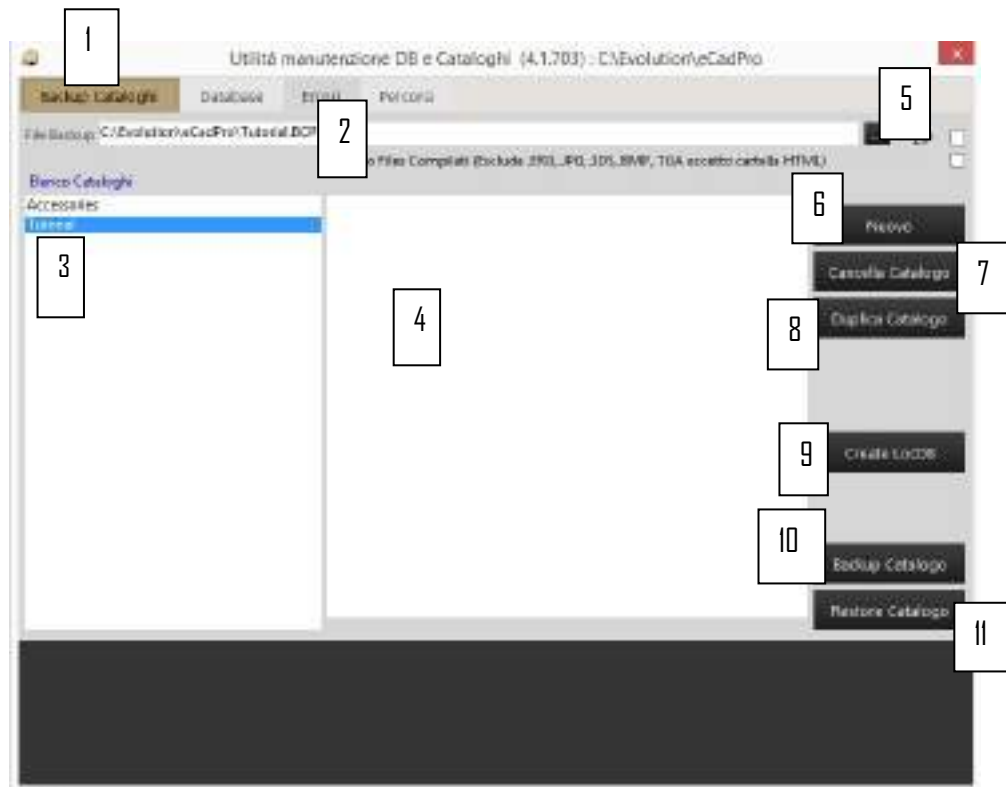 1
Utilità manutenzione DB e Cataloghi (4.1.703) : C:\Evolution\eCadPro
Backup Cataloghi Database Percorsi
5
File Backup C:\Evolution\eCadPro\Tutorial.BCP
2
Files Compilati (Esclude .ERG,.JPG,.3DS,.BMP,.TGA eccetto cartella HTML)
Elenco Cataloghi
Accessories
Tutorial
6
Nuovo
3
Cancella Catalogo
7
4
8
Duplica Catalogo
9
Create LocDB
10
Backup Catalogo
Restore Catalogo
11